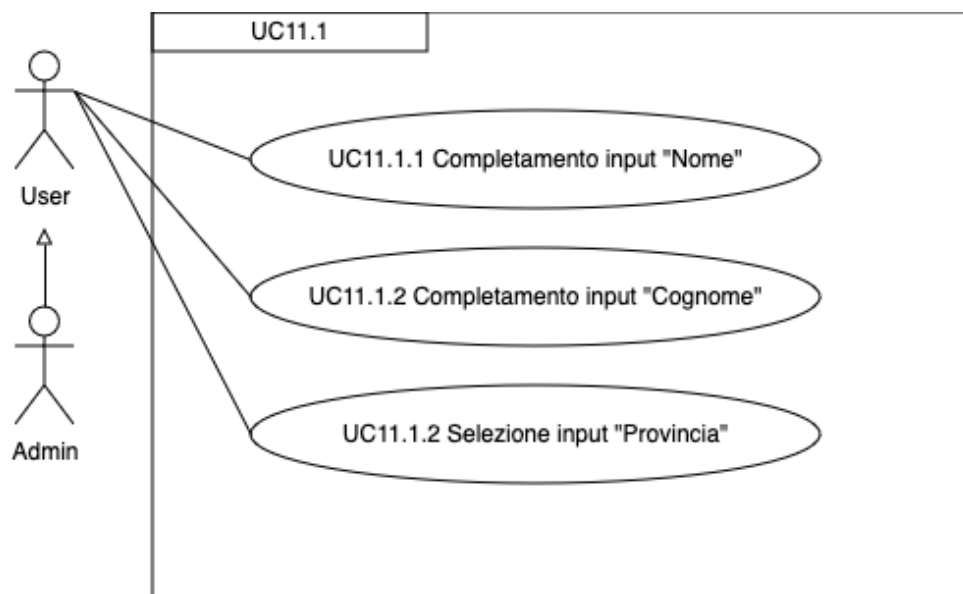 UC11.1
User
Admin
UC11.1.1 Completamento input "Nome"
UC11.1.2 Completamento input "Cognome"
UC11.1.2 Selezione input "Provincia"